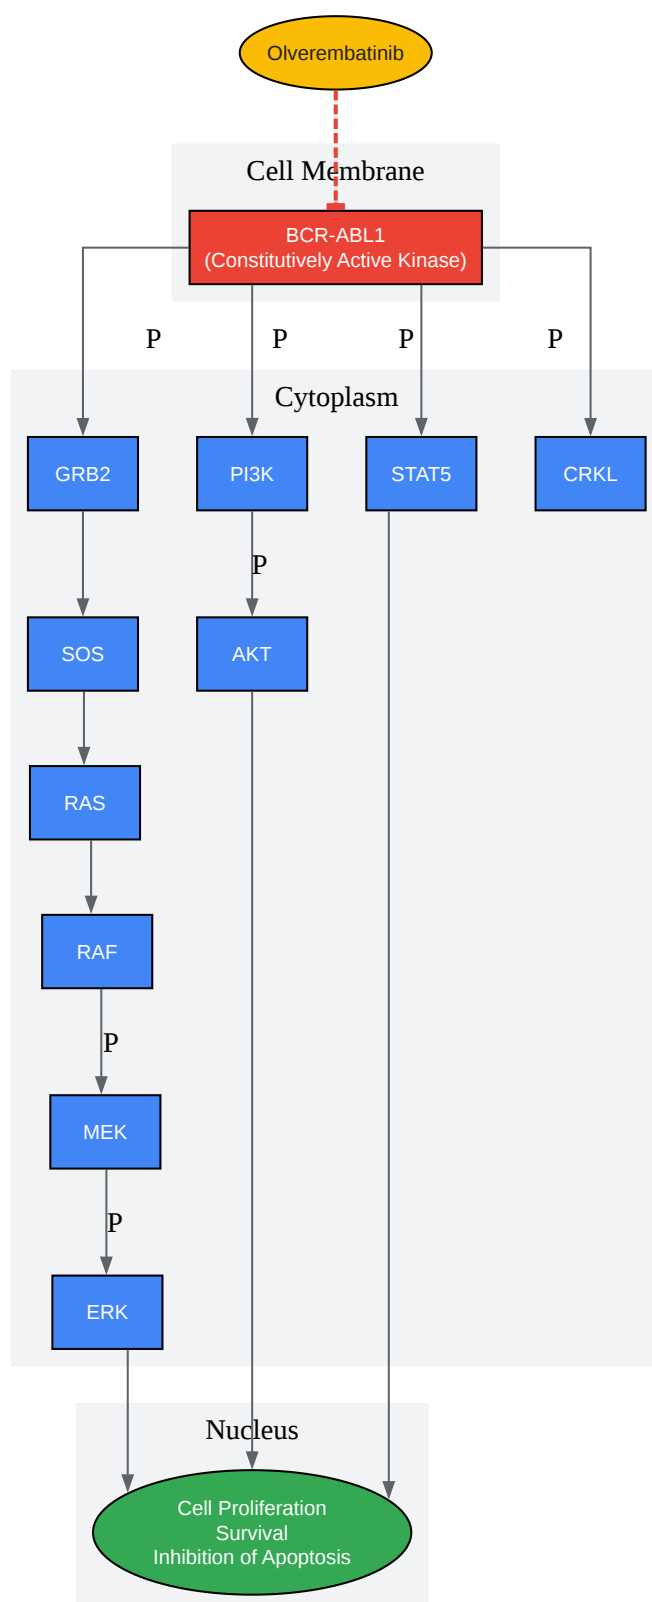 Olverembatinib
Cell Membrane
BCR-ABL1
(Constitutively Active Kinase)
P
P
P
P
Cytoplasm
GRB2
PI3K
STAT5
CRKL
P
SOS
AKT
RAS
RAF
P
MEK
P
ERK
Nucleus
Cell Proliferation
Survival
Inhibition of Apoptosis